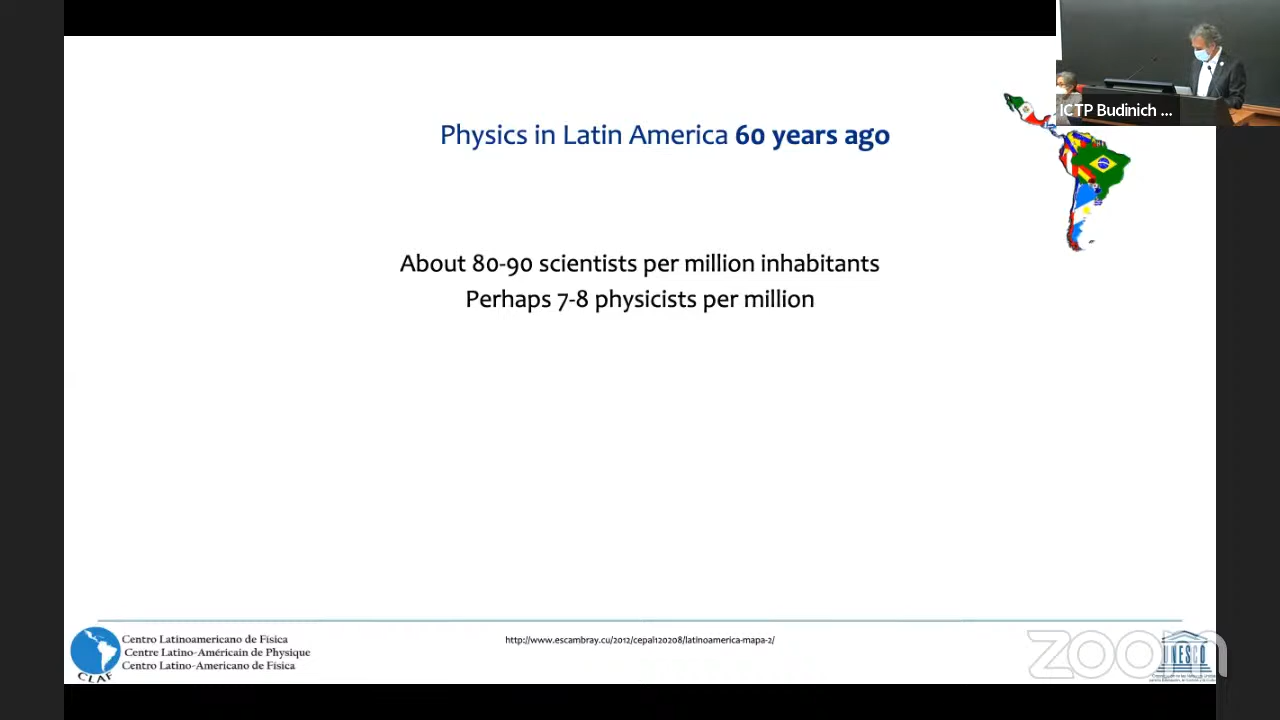 ICTP Budinich ...
Physics in Latin America 60 years ago
About 80-90 scientists per million inhabitants
Perhaps 7-8 physicists per million
Centro Latinoamericano de Física
Centre Latino-Américain de Physique
Centro Latino-Americano de Física
CLAF
http://www.escambray.cu/2012/cepal120208/latinoamerica-mapa-2/
zoom
UNESCO